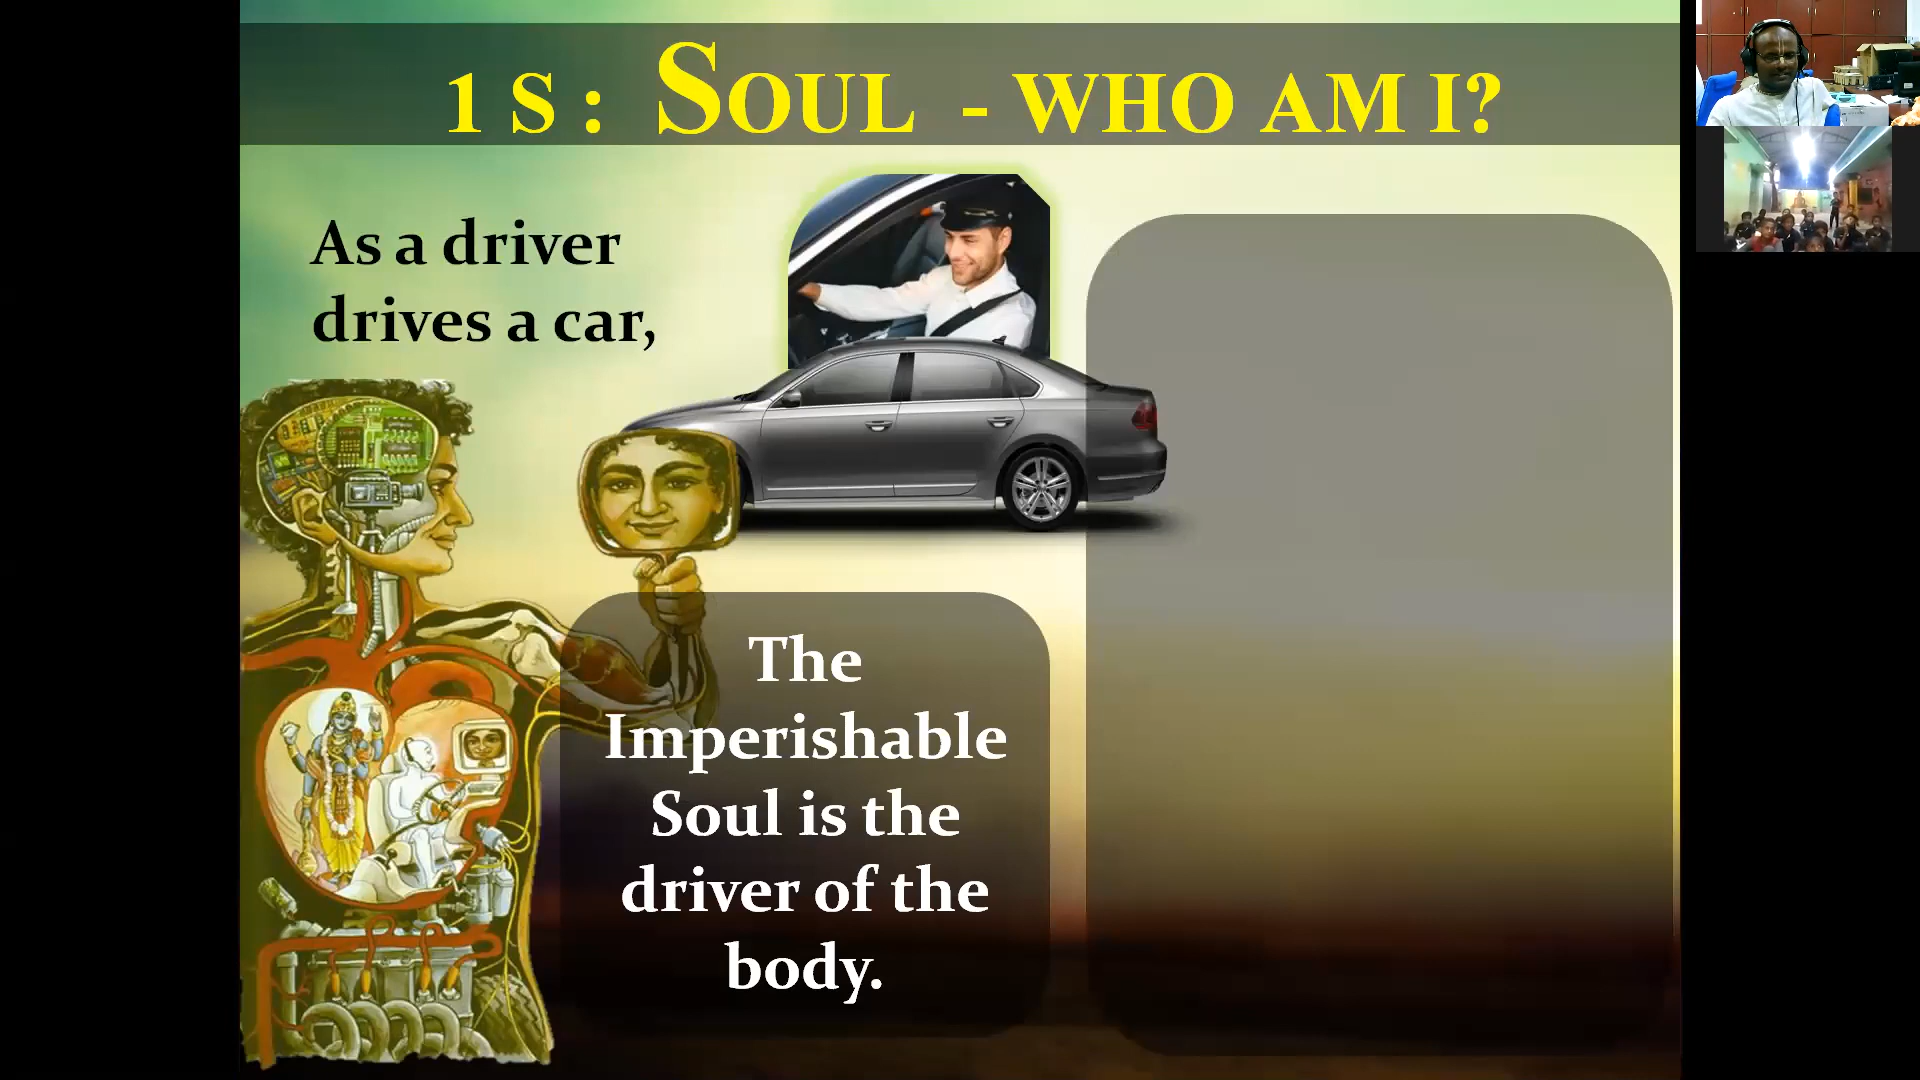 1 S : SOUL - WHO AM I?
As a driver
drives a car,
The
Imperishable
Soul is the
driver of the
body.